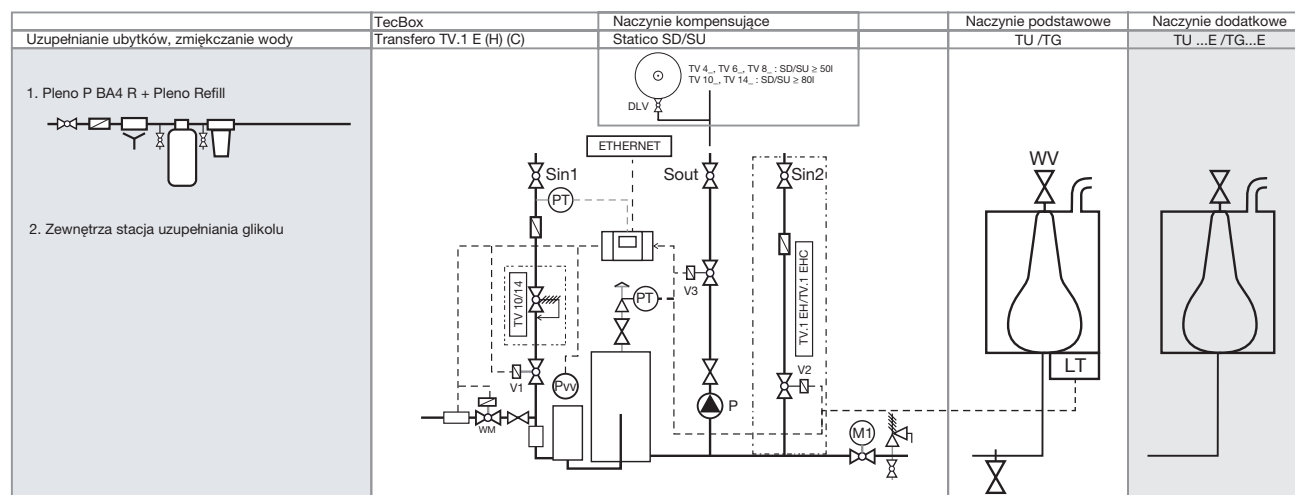 TecBox
Naczynie kompensujące
Naczynie podstawowe
Naczynie dodatkowe
Uzupełnianie ubytków, zmiękczanie wody
Transfero TV.1 E (H) (C)
Statico SD/SU
TU /TG
TU ...E /TG...E
TV 4_, TV 6_, TV 8_ : SD/SU ≥ 50l
TV 10_, TV 14_ : SD/SU ≥ 80l
DLV
1. Pleno P BA4 R + Pleno Refill
2. Zewnętrza stacja uzupełniania glikolu
ETHERNET
Sin1
Sout
Sin2
WV
PT
PT
V3
TV 10/14
TV.1 EH/TV.1 EHC
V1
Pvv
V2
LT
P
WM
M1